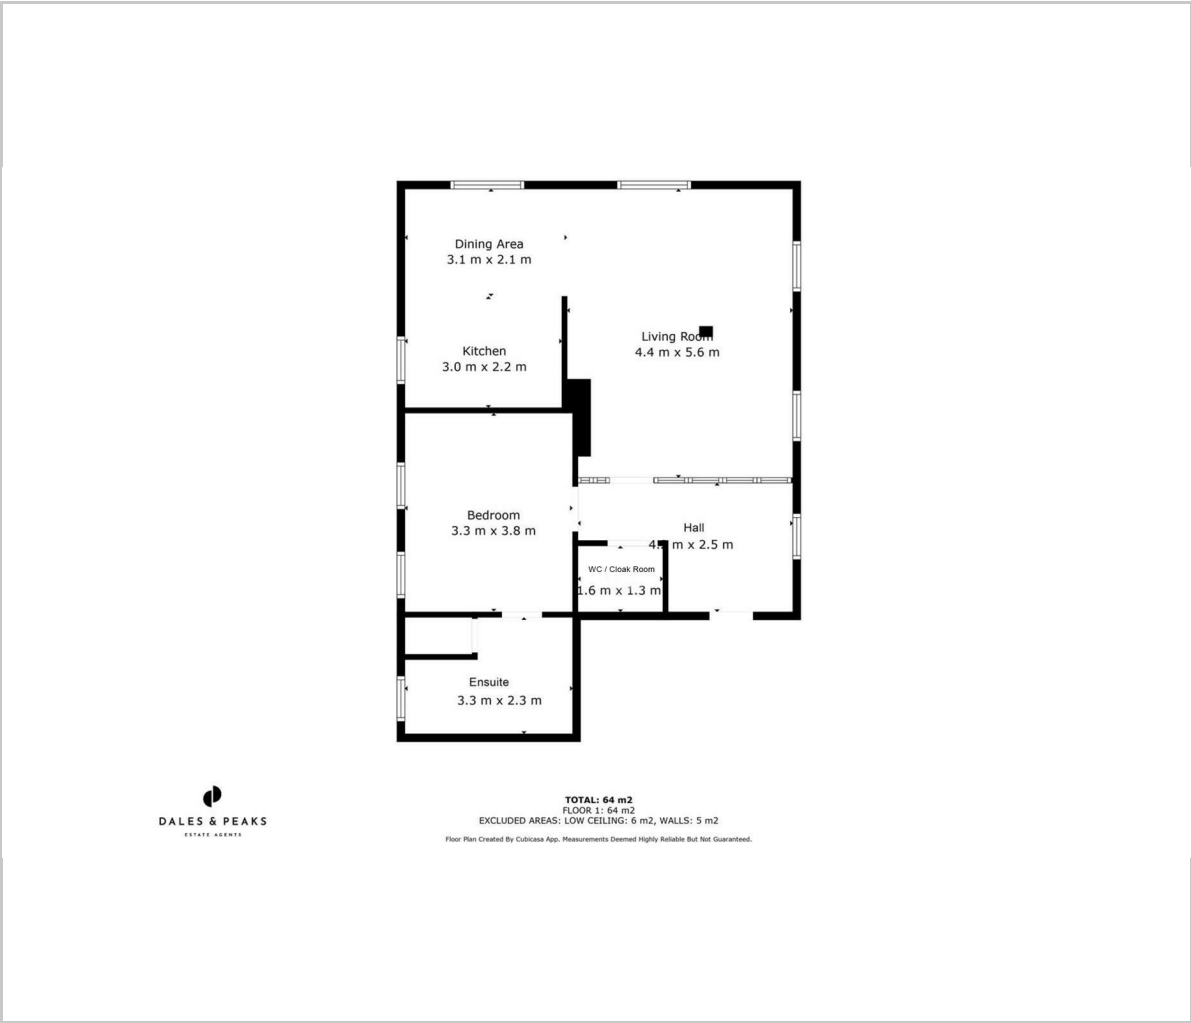 Dining Area
3.1 m x 2.1 m
Living Room
4.4 m x 5.6 m
Kitchen
3.0 m x 2.2 m
Bedroom
3.3 m x 3.8 m
Hall
m x 2.5 m
WC / Cloak Room
1.6 m x 1.3 m
Ensuite
3.3 m x 2.3 m
DALES & PEAKS
ESTATE AGENTS
TOTAL: 64 m2
FLOOR 1: 64 m2
EXCLUDED AREAS: LOW CEILING: 6 m2, WALLS: 5 m2
Floor Plan Created By Cubicasa App. Measurements Deemed Highly Reliable But Not Guaranteed.